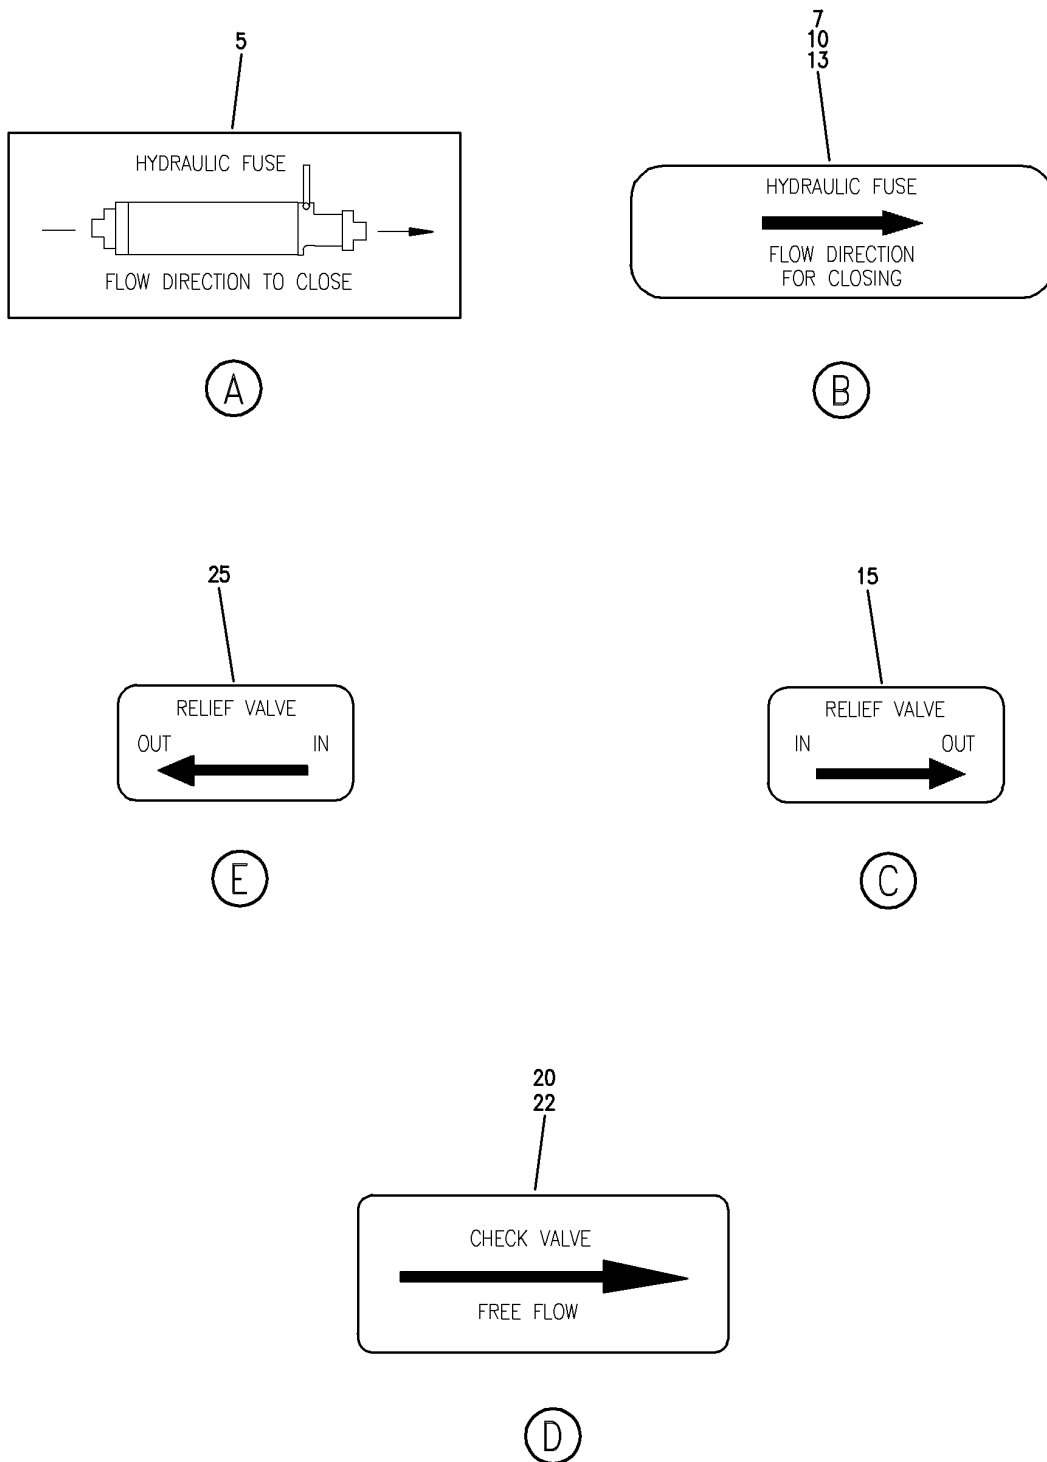 5
HYDRAULIC FUSE
FLOW DIRECTION TO CLOSE
A
7
10
13
HYDRAULIC FUSE
FLOW DIRECTION
FOR CLOSING
B
25
RELIEF VALVE
OUT IN
E
15
RELIEF VALVE
IN OUT
C
20
22
CHECK VALVE
FREE FLOW
D